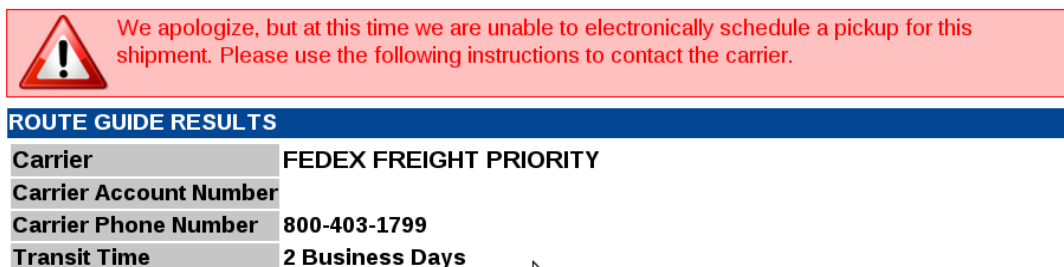 We apologize, but at this time we are unable to electronically schedule a pickup for this
shipment. Please use the following instructions to contact the carrier.
ROUTE GUIDE RESULTS
Carrier FEDEX FREIGHT PRIORITY
Carrier Account Number
Carrier Phone Number 800-403-1799
Transit Time 2 Business Days